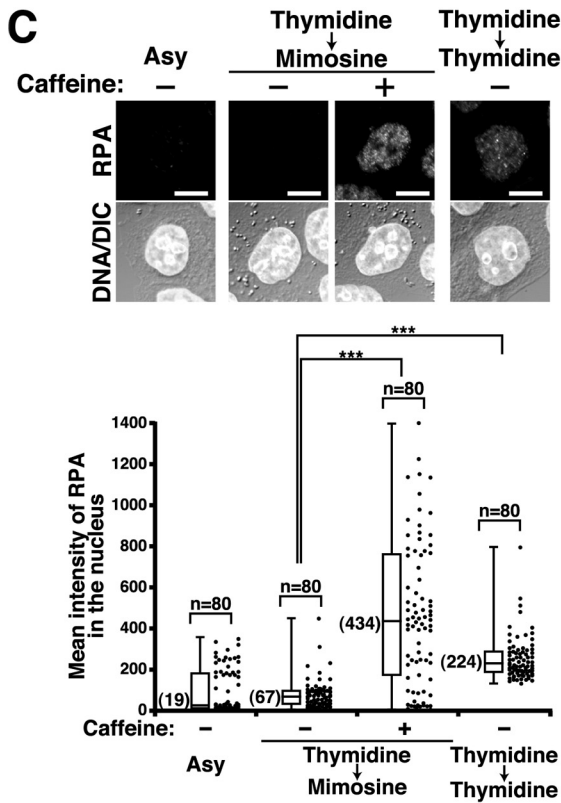 C
Asy
Thymidine
Mimosine
Thymidine
Thymidine
Caffeine: − − + −
RPA
DNA/DIC
***
***
n=80
n=80
n=80
n=80
Mean intensity of RPA
in the nucleus
1400
1200
1000
800
600
400
200
0
(19)
(67)
(434)
(224)
Caffeine: − − + −
Asy
Thymidine
Mimosine
Thymidine
Thymidine